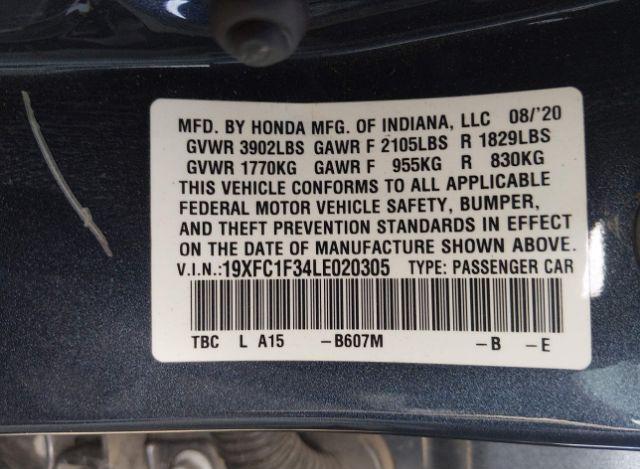 MFD. BY HONDA MFG. OF INDIANA, LLC 08/'20
GVWR 3902LBS GAWR F 2105LBS R 1829LBS
GVWR 1770KG GAWR F 955KG R 830KG
THIS VEHICLE CONFORMS TO ALL APPLICABLE
FEDERAL MOTOR VEHICLE SAFETY, BUMPER,
AND THEFT PREVENTION STANDARDS IN EFFECT
ON THE DATE OF MANUFACTURE SHOWN ABOVE.
V.I.N.:19XFC1F34LE020305 TYPE: PASSENGER CAR
TBC L A15 -B607M -B -E